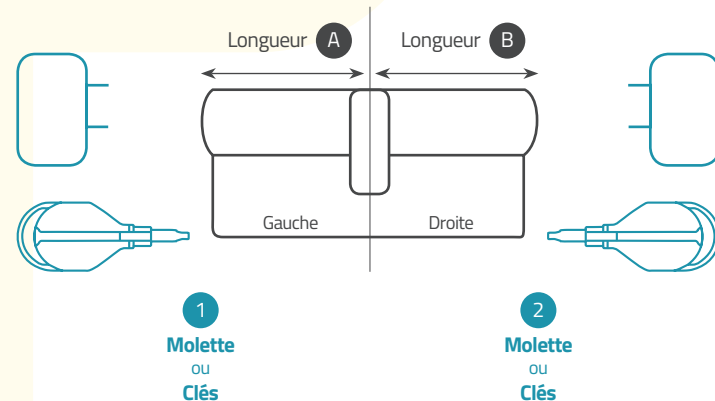 Longueur A
Longueur B
Gauche
Droite
1
Molette
ou
Clés
2
Molette
ou
Clés